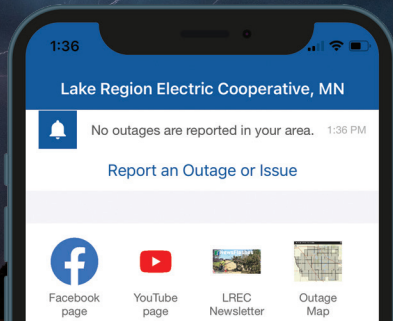 1:36
Lake Region Electric Cooperative, MN
No outages are reported in your area. 1:36 PM
Report an Outage or Issue
Facebook page
YouTube page
LREC Newsletter
Outage Map